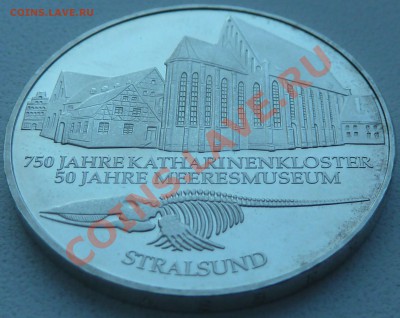 COINS.LAVE.RU
750 JAHRE KATHARINENKLOSTER
50 JAHRE MEERESMUSEUM
STRALSUND
COINS.LAVE.RU